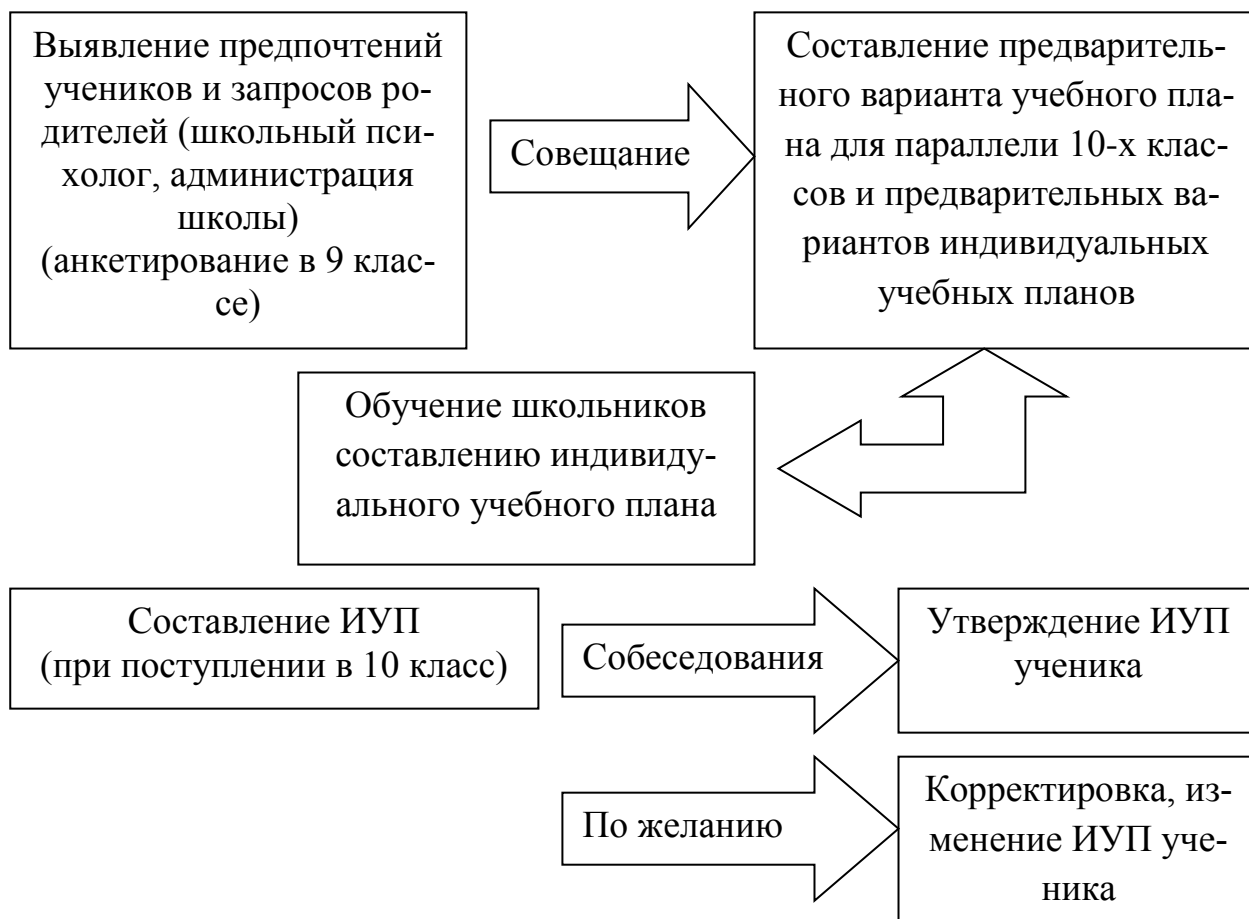 Выявление предпочтений
учеников и запросов ро-
дителей (школьный пси-
холог, администрация
школы)
(анкетирование в 9 клас-
се)
Совещание
Составление предваритель-
ного варианта учебного пла-
на для параллели 10-х клас-
сов и предварительных ва-
риантов индивидуальных
учебных планов
Обучение школьников
составлению индивиду-
ального учебного плана
Составление ИУП
(при поступлении в 10 класс)
Собеседования
Утверждение ИУП
ученика
По желанию
Корректировка, из-
менение ИУП уче-
ника